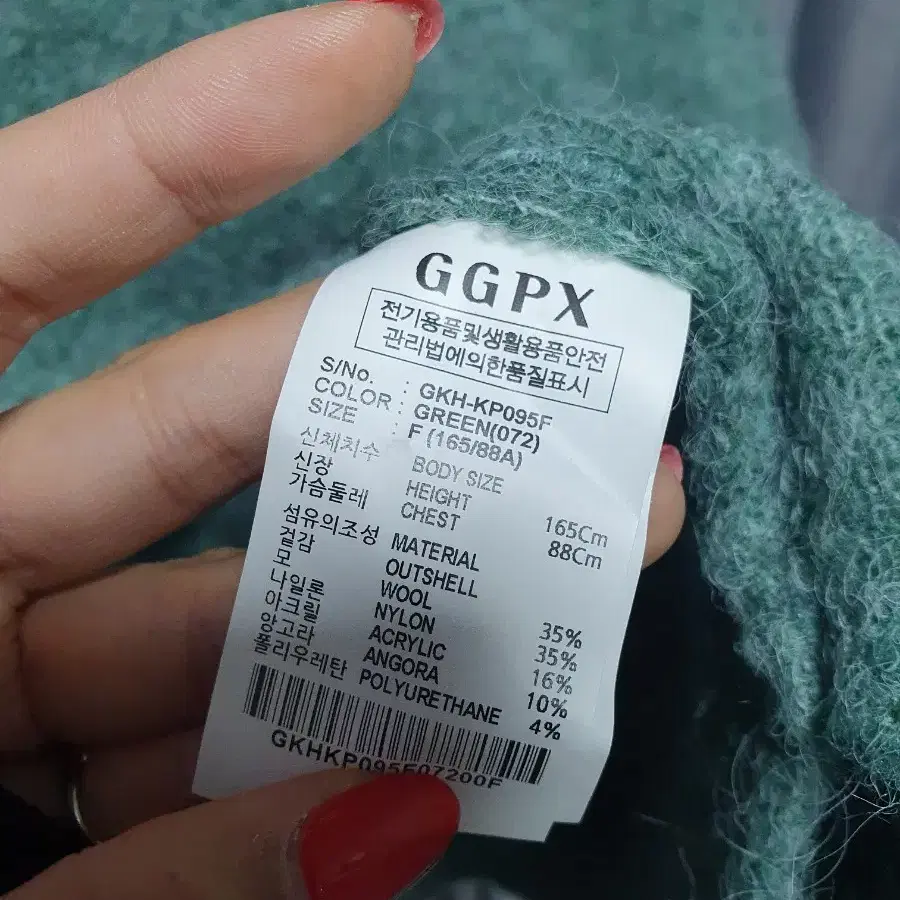 GGPX
전기용품및생활용품안전
관리법에의한품질표시
S/No. : GKH-KP095F
COLOR : GREEN(072)
SIZE : F (165/88A)
신체치수 BODY SIZE
신장 HEIGHT 165Cm
가슴둘레 CHEST 88Cm
섬유의조성 MATERIAL
겉감 OUTSHELL
모 WOOL 35%
나일론 NYLON 35%
아크릴 ACRYLIC 16%
앙고라 ANGORA 10%
폴리우레탄 POLYURETHANE 4%
GKHKP095F07200F